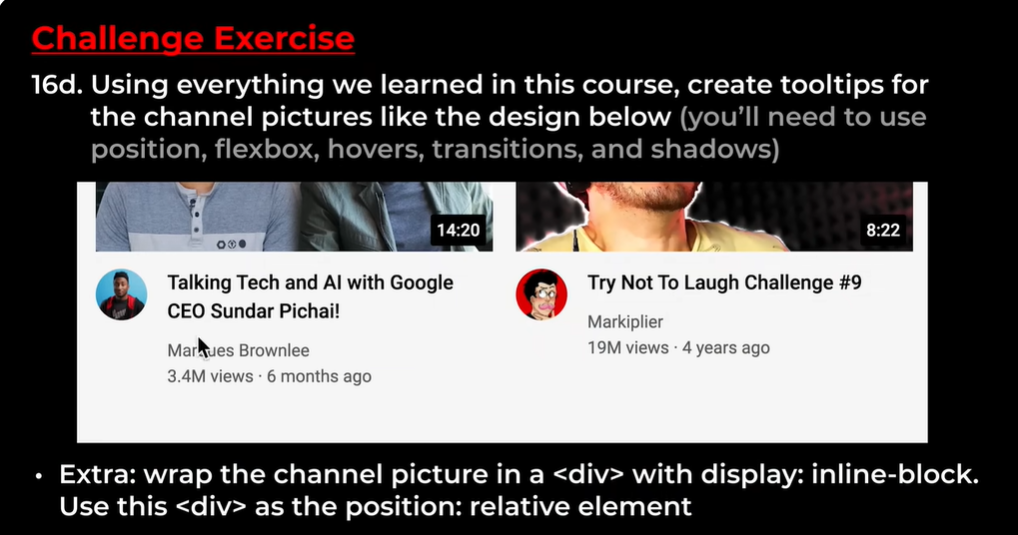 Challenge Exercise
16d. Using everything we learned in this course, create tooltips for
the channel pictures like the design below (you’ll need to use
position, flexbox, hovers, transitions, and shadows)
14:20
8:22
Talking Tech and AI with Google
CEO Sundar Pichai!
Marques Brownlee
3.4M views · 6 months ago
Try Not To Laugh Challenge #9
Markiplier
19M views · 4 years ago
• Extra: wrap the channel picture in a <div> with display: inline-block.
Use this <div> as the position: relative element